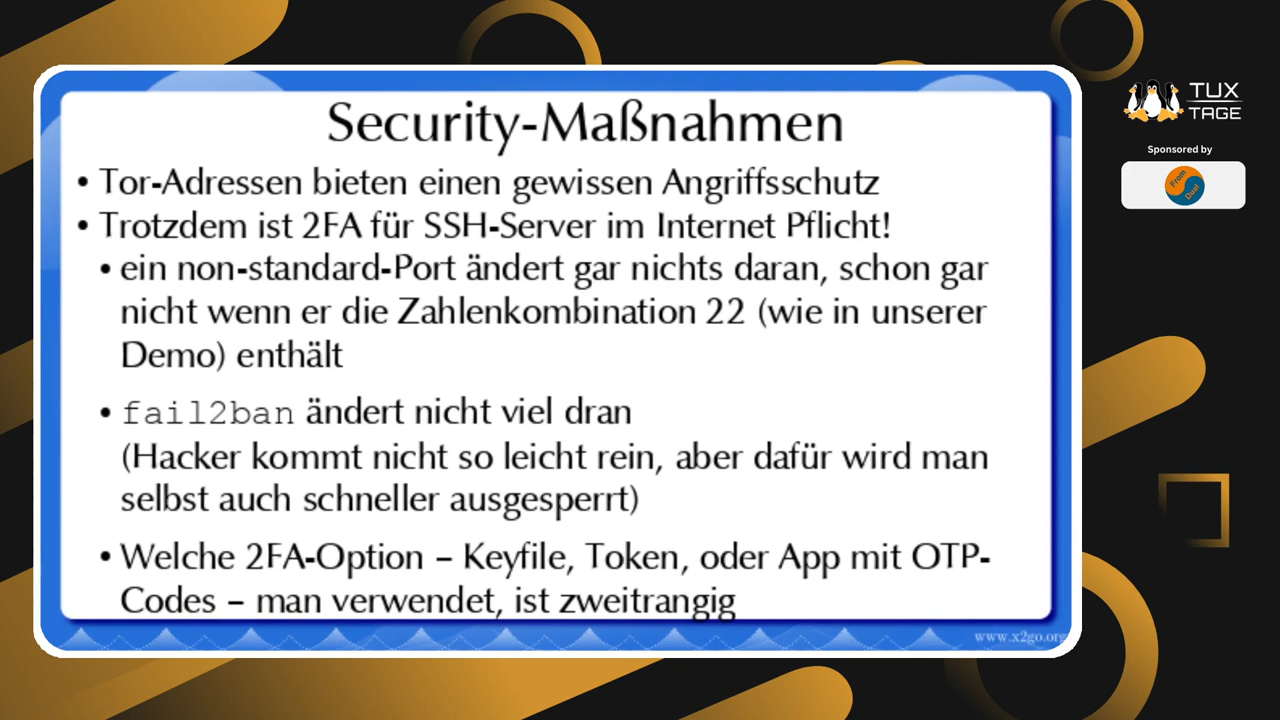 Security-Maßnahmen
• Tor-Adressen bieten einen gewissen Angriffsschutz
• Trotzdem ist 2FA für SSH-Server im Internet Pflicht!
• ein non-standard-Port ändert gar nichts daran, schon gar
nicht wenn er die Zahlenkombination 22 (wie in unserer
Demo) enthält
• fail2ban ändert nicht viel dran
(Hacker kommt nicht so leicht rein, aber dafür wird man
selbst auch schneller ausgesperrt)
• Welche 2FA-Option – Keyfile, Token, oder App mit OTP-
Codes – man verwendet, ist zweitrangig
www.x2go.org
TUX
TAGE
Sponsored by
From
Dual